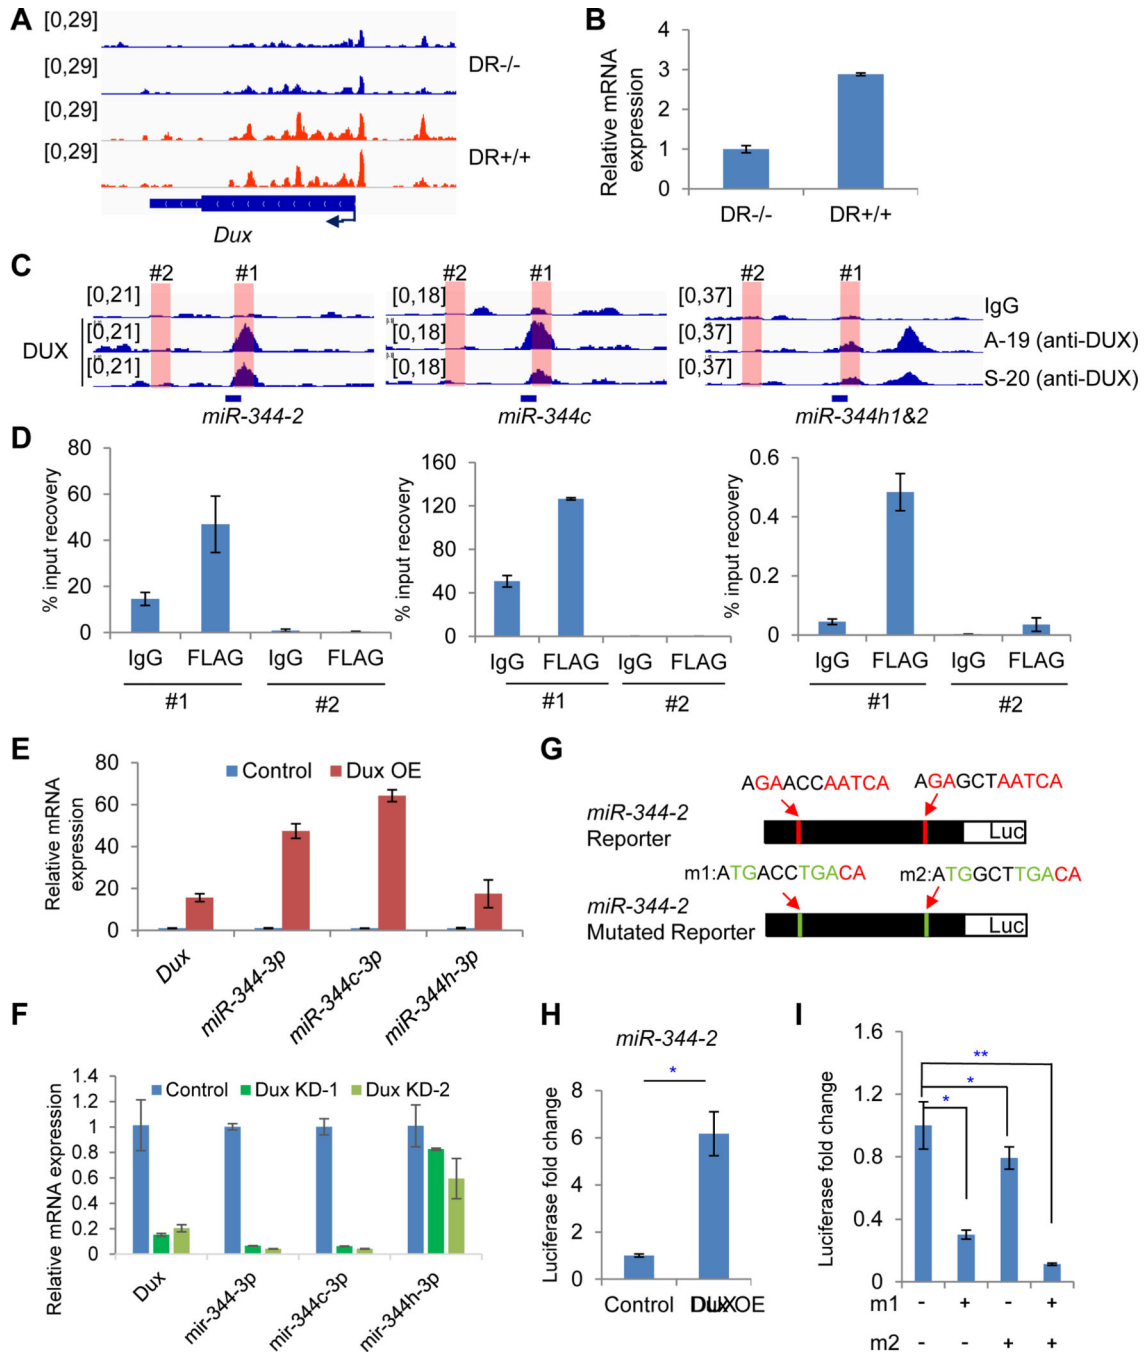 A
[0,29]
[0,29]
DR-/-
[0,29]
[0,29]
DR+/+
Dux
B
Relative mRNA
expression
4
3
2
1
0
DR-/-
DR+/+
C
#2
#1
#2
#1
#2
#1
[0,21]
[0,18]
[0,37]
IgG
DUX
[0,21]
[0,18]
[0,37]
A-19 (anti-DUX)
[0,21]
[0,18]
[0,37]
S-20 (anti-DUX)
miR-344-2
miR-344c
miR-344h1&2
D
% input recovery
80
60
40
20
0
IgG
FLAG
IgG
FLAG
#1
#2
% input recovery
160
120
80
40
0
IgG
FLAG
IgG
FLAG
#1
#2
% input recovery
0.6
0.4
0.2
0
IgG
FLAG
IgG
FLAG
#1
#2
E
Relative mRNA
expression
80
60
40
20
0
Control
Dux OE
Dux
miR-344-3p
miR-344c-3p
miR-344h-3p
G
AGAACCAATCA
AGAGCTAATCA
miR-344-2
Reporter
Luc
m1:ATGACCTGACA
m2:ATGGCTTGACA
miR-344-2
Mutated Reporter
Luc
F
Relative mRNA expression
1.4
1.2
1
0.8
0.6
0.4
0.2
0
Control
Dux KD-1
Dux KD-2
Dux
mir-344-3p
mir-344c-3p
mir-344h-3p
H
miR-344-2
Luciferase fold change
8
6
4
2
0
*
Control
Dux OE
I
Luciferase fold change
1.6
1.2
0.8
0.4
0
**
*
*
m1 - + - +
m2 - - + +